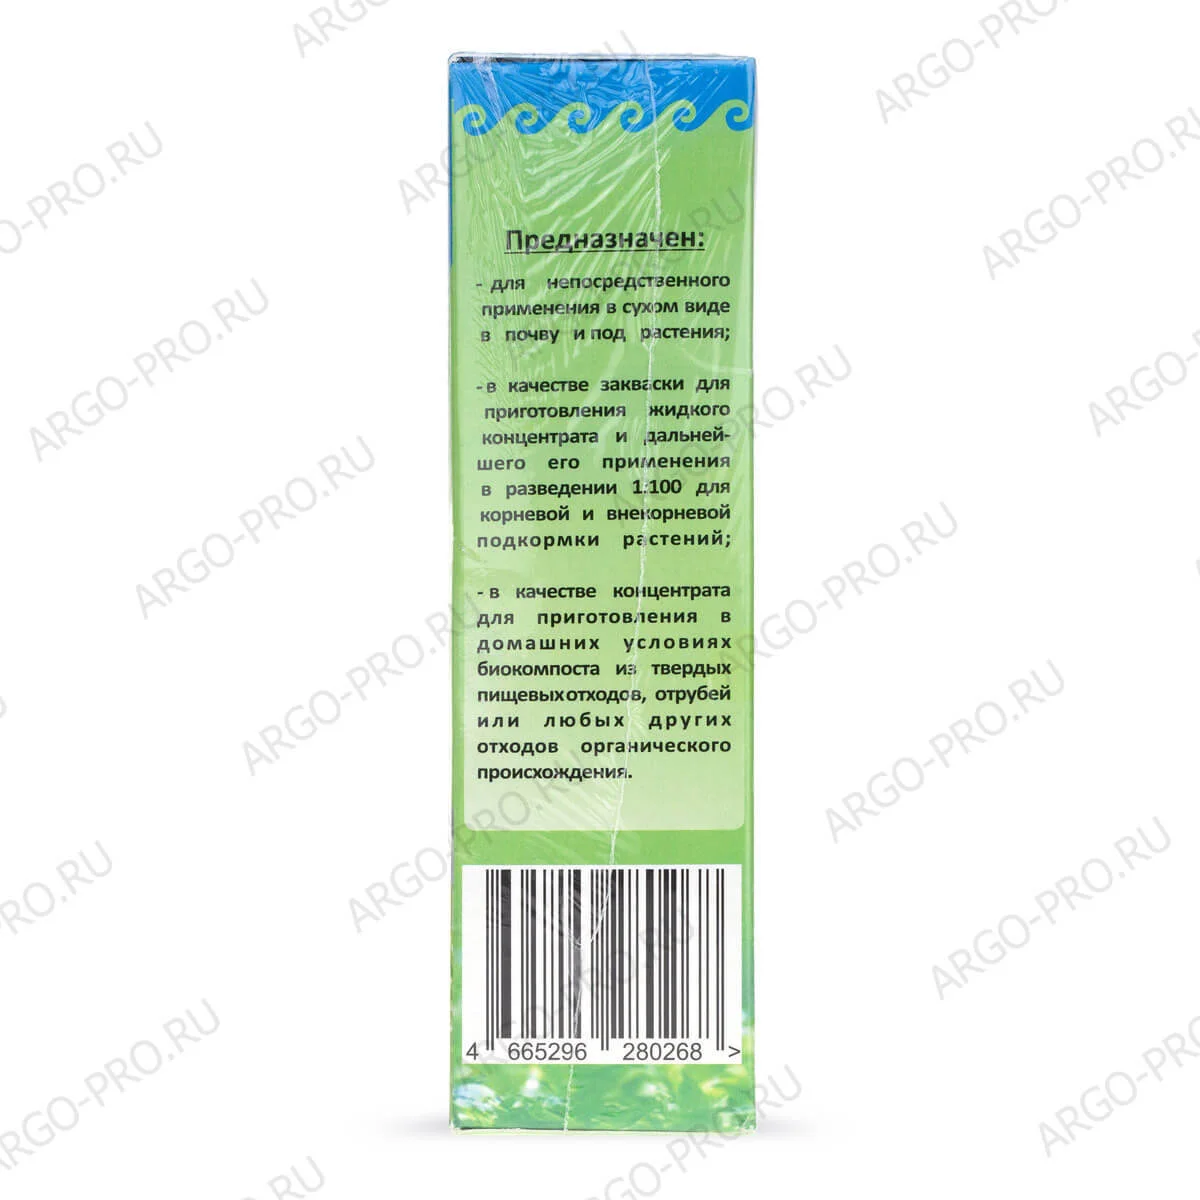 Предназначен:
- для непосредственного
применения в сухом виде
в почву и под растения;
- в качестве закваски для
приготовления жидкого
концентрата и дальней-
шего его применения
в разведении 1:100 для
корневой и внекорневой
подкормки растений;
- в качестве концентрата
для приготовления в
домашних условиях
биокомпоста из твердых
пищевых отходов, отрубей
или любых других
отходов органического
происхождения.
4 665296 280268 >
ARGO-PRO.RU